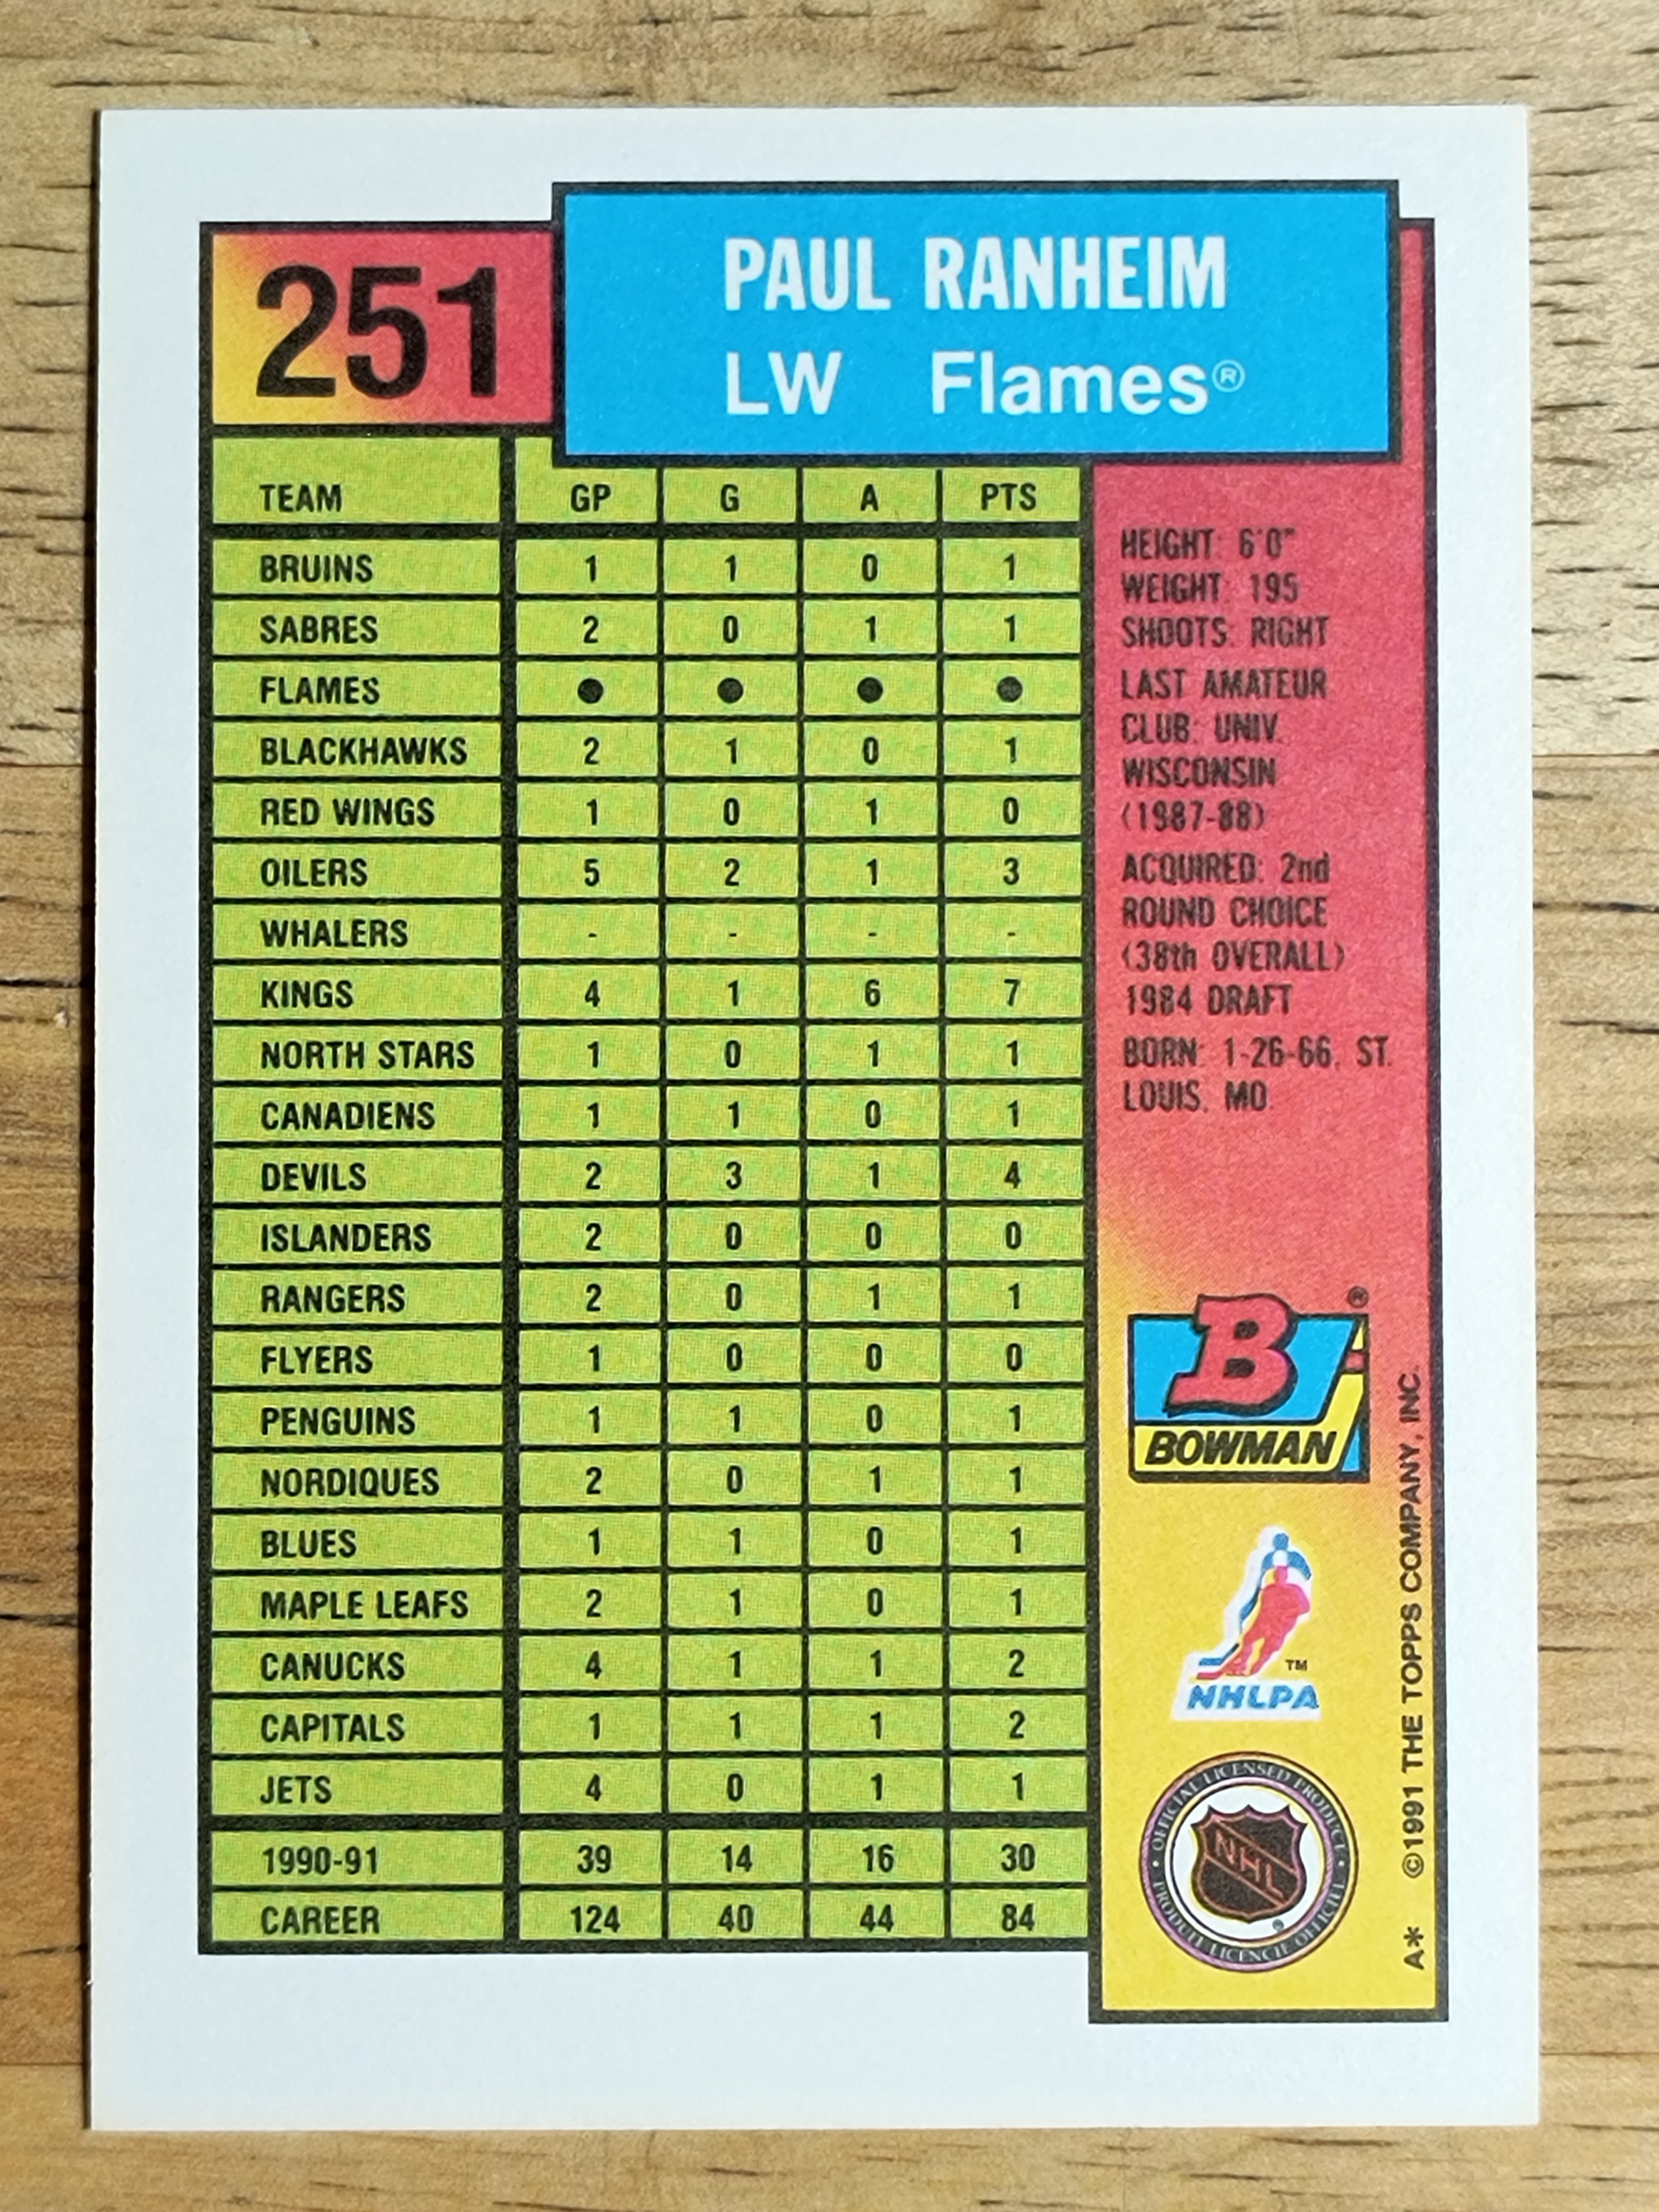 251
PAUL RANHEIM
LW Flames®
TEAM GP G A PTS
BRUINS 1 1 0 1
SABRES 2 0 1 1
FLAMES ● ● ● ●
BLACKHAWKS 2 1 0 1
RED WINGS 1 0 1 0
OILERS 5 2 1 3
WHALERS - - - -
KINGS 4 1 6 7
NORTH STARS 1 0 1 1
CANADIENS 1 1 0 1
DEVILS 2 3 1 4
ISLANDERS 2 0 0 0
RANGERS 2 0 1 1
FLYERS 1 0 0 0
PENGUINS 1 1 0 1
NORDIQUES 2 0 1 1
BLUES 1 1 0 1
MAPLE LEAFS 2 1 0 1
CANUCKS 4 1 1 2
CAPITALS 1 1 1 2
JETS 4 0 1 1
1990-91 39 14 16 30
CAREER 124 40 44 84
HEIGHT: 6'0"
WEIGHT: 195
SHOOTS: RIGHT
LAST AMATEUR
CLUB: UNIV.
WISCONSIN
(1987-88)
ACQUIRED: 2nd
ROUND CHOICE
(38th OVERALL)
1984 DRAFT
BORN: 1-26-66, ST.
LOUIS, MO.
B ®
BOWMAN
TM
NHLPA
OFFICIAL LICENSED PRODUCT
NHL ®
PRODUIT LICENCIE OFFICIEL
A* ©1991 THE TOPPS COMPANY, INC.